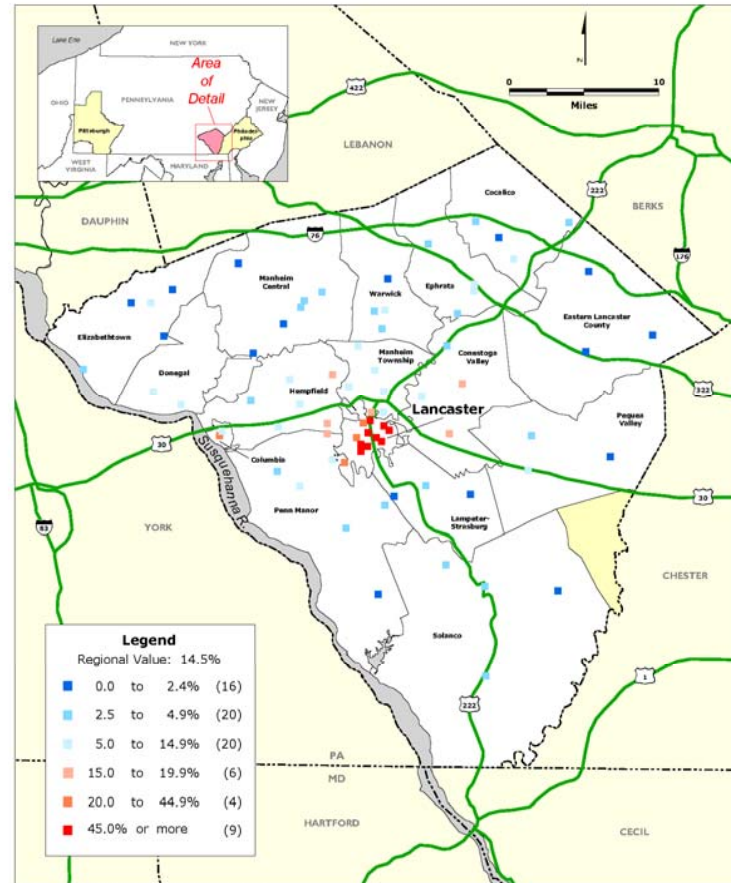 Lake Erie
NEW YORK
Area
of
Detail
OHIO
PENNSYLVANIA
NEW
JERSEY
Pittsburgh
Philadel-
phia
WEST
VIRGINIA
MARYLAND
N
0
10
Miles
422
LEBANON
222
BERKS
DAUPHIN
76
176
Cocalico
Manheim
Central
Warwick
Ephrata
Elizabethtown
Eastern Lancaster
County
Donegal
Manheim
Township
Conestoga
Valley
322
Hempfield
Lancaster
Pequea
Valley
30
Columbia
Susquehanna R.
Penn Manor
Lampeter-
Strasburg
30
83
YORK
CHESTER
Solanco
222
1
PA
MD
HARTFORD
CECIL
Legend
Regional Value: 14.5%
0.0 to 2.4% (16)
2.5 to 4.9% (20)
5.0 to 14.9% (20)
15.0 to 19.9% (6)
20.0 to 44.9% (4)
45.0% or more (9)